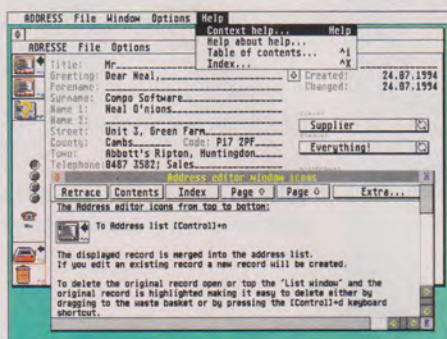 ADDRESS File Window Options Help
Context help... Help
Help about help...
Table of contents... ^i
Index... ^X
ADRESSE File Options
Title: Mr
Greeting: Dear Neal,
Created: 24.07.1994
Forename:
Changed: 24.07.1994
Surname: Compo Software
Name 1: Neal O'nions
Name 2:
Supplier
Street: Unit 3, Green Farm
County: Cambs Code: P17 2PF
Everything!
Town: Abbott's Ripton, Huntingdon
Telephone: 0487 3582; Sales
Address editor window icons
Retrace Contents Index Page Page Extra...
The Address editor icons from top to bottom:
To Address list [Control]+n
The displayed record is merged into the address list.
If you edit an existing record a new record will be created.
To delete the original record open or top the "List window" and the
original record is highlighted making it easy to delete either by
dragging to the waste basket or by pressing the [Control]+d keyboard
shortcut.